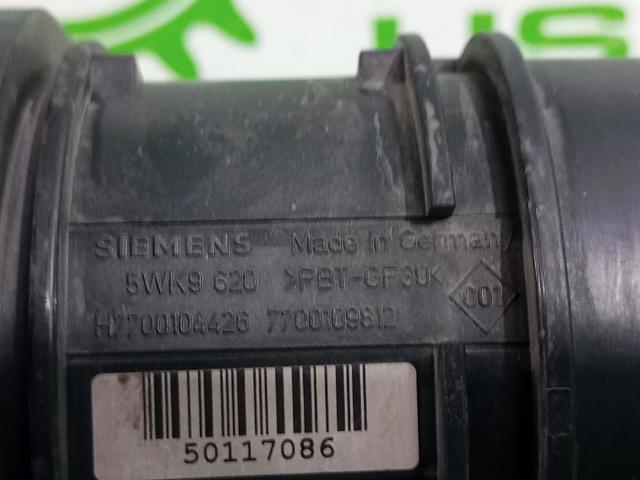 SIEMENS Made in Germany
5WK9 620 >PBT-GF30< 001
H7700104426 7700109812
50117086